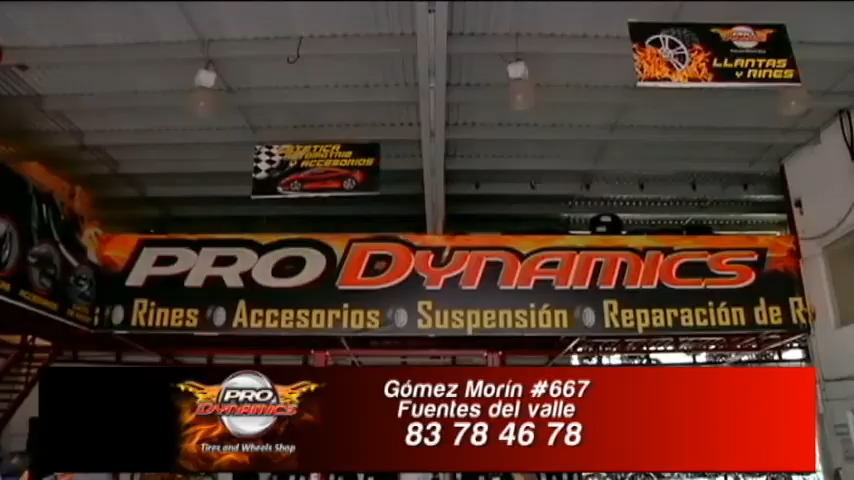 PRO
LLANTAS
Y RINES
ESTETICA
AUTOMOTRIZ
Y ACCESORIOS
PRO DYNAMICS
Rines Accesorios Suspensión Reparación de R
PRO
DYNAMICS
Tires and Wheels Shop
Gómez Morín #667
Fuentes del valle
83 78 46 78